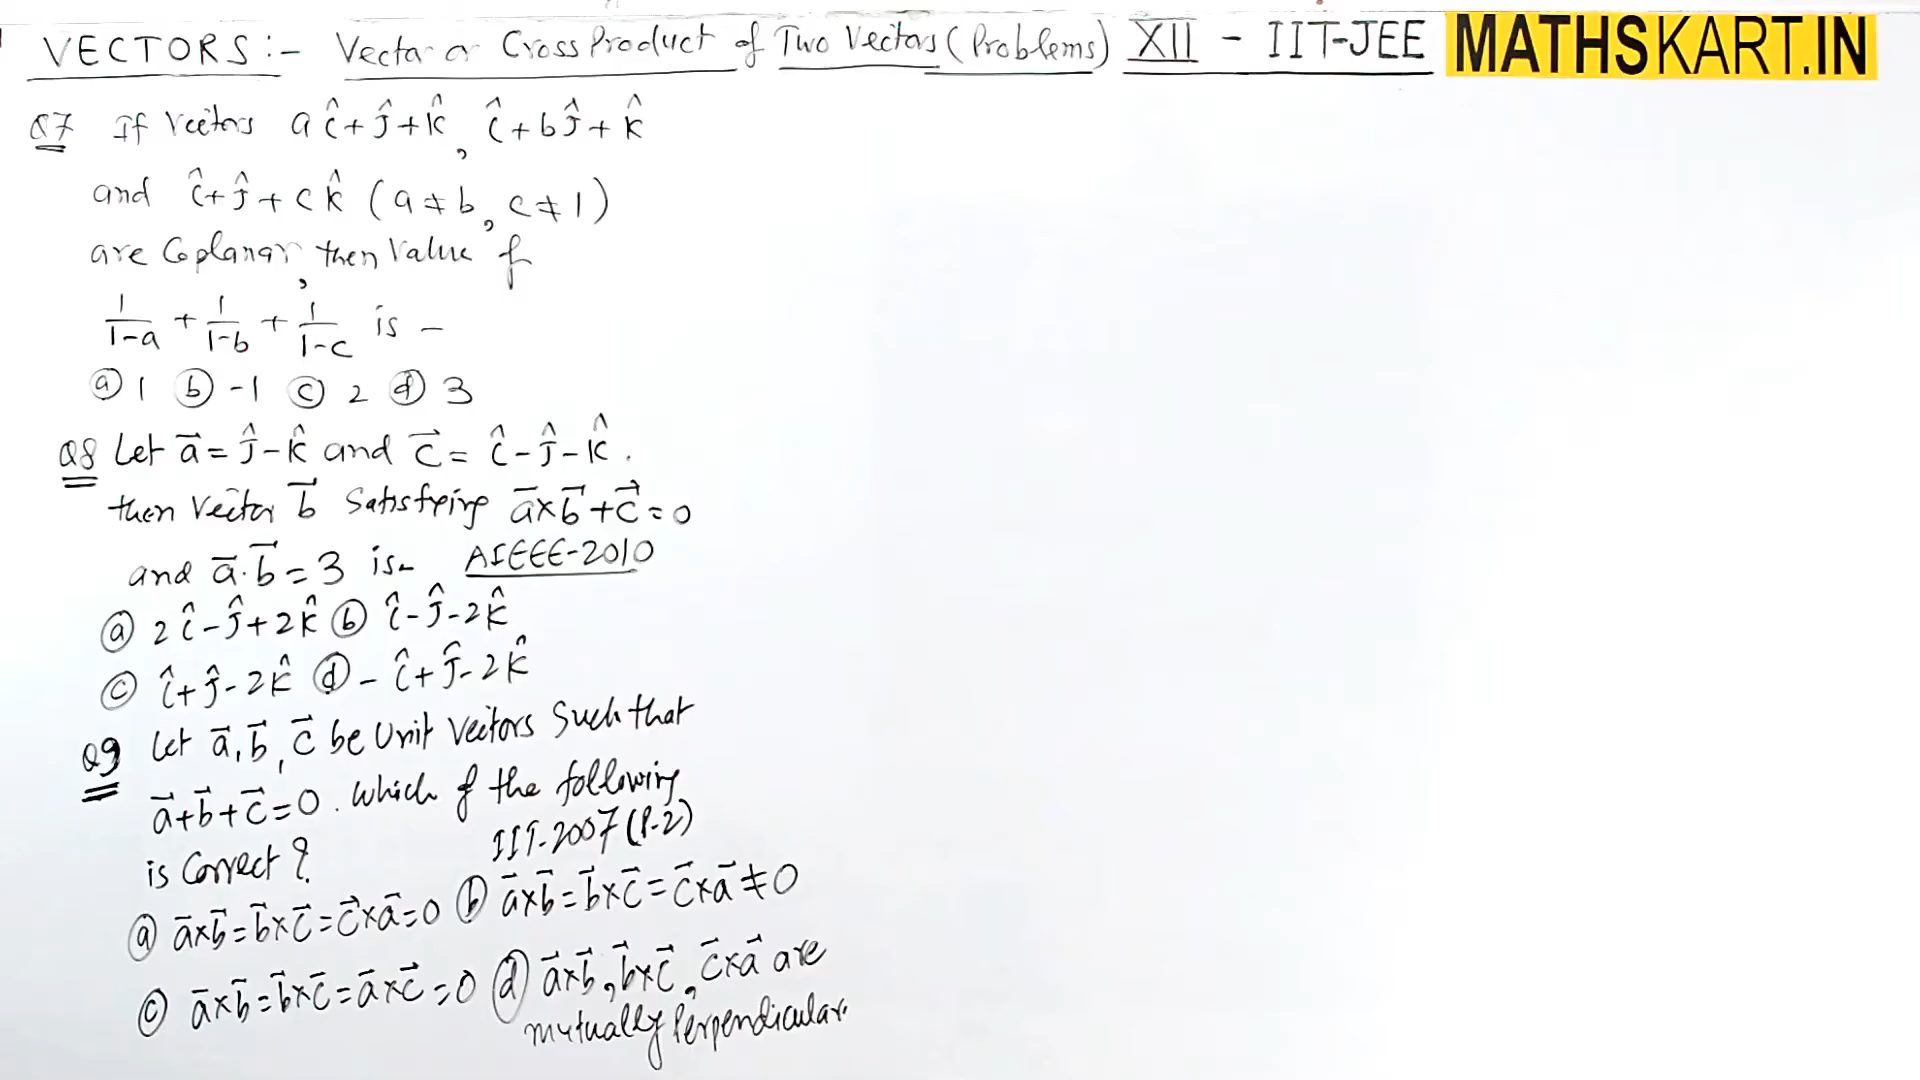 VECTORS :- Vector or Cross Product of Two Vectors (Problems) XII - IIT-JEE MATHSKART.IN
Q7 If Vectors aî+ĵ+k̂, î+bĵ+k̂
and î+ĵ+ck̂ (a≠b, c≠1)
are Coplanar, then Value of
1/(1-a) + 1/(1-b) + 1/(1-c) is -
ⓐ 1 ⓑ -1 ⓒ 2 ⓓ 3
Q8 Let a⃗ = ĵ-k̂ and c⃗ = î-ĵ-k̂.
then Vector b⃗ Satisfying a⃗×b⃗+c⃗=0
and a⃗.b⃗=3 is- AIEEE-2010
ⓐ 2î-ĵ+2k̂ ⓑ î-ĵ-2k̂
ⓒ î+ĵ-2k̂ ⓓ -î+ĵ-2k̂
Q9 Let a⃗, b⃗, c⃗ be Unit Vectors Such that
a⃗+b⃗+c⃗=0. Which of the following
is Correct? IIT-2007 (P-2)
ⓐ a⃗×b⃗=b⃗×c⃗=c⃗×a⃗=0 ⓑ a⃗×b⃗=b⃗×c⃗=c⃗×a⃗≠0
ⓒ a⃗×b⃗=b⃗×c⃗=a⃗×c⃗=0 ⓓ a⃗×b⃗, b⃗×c⃗, c⃗×a⃗ are
mutually Perpendicular.